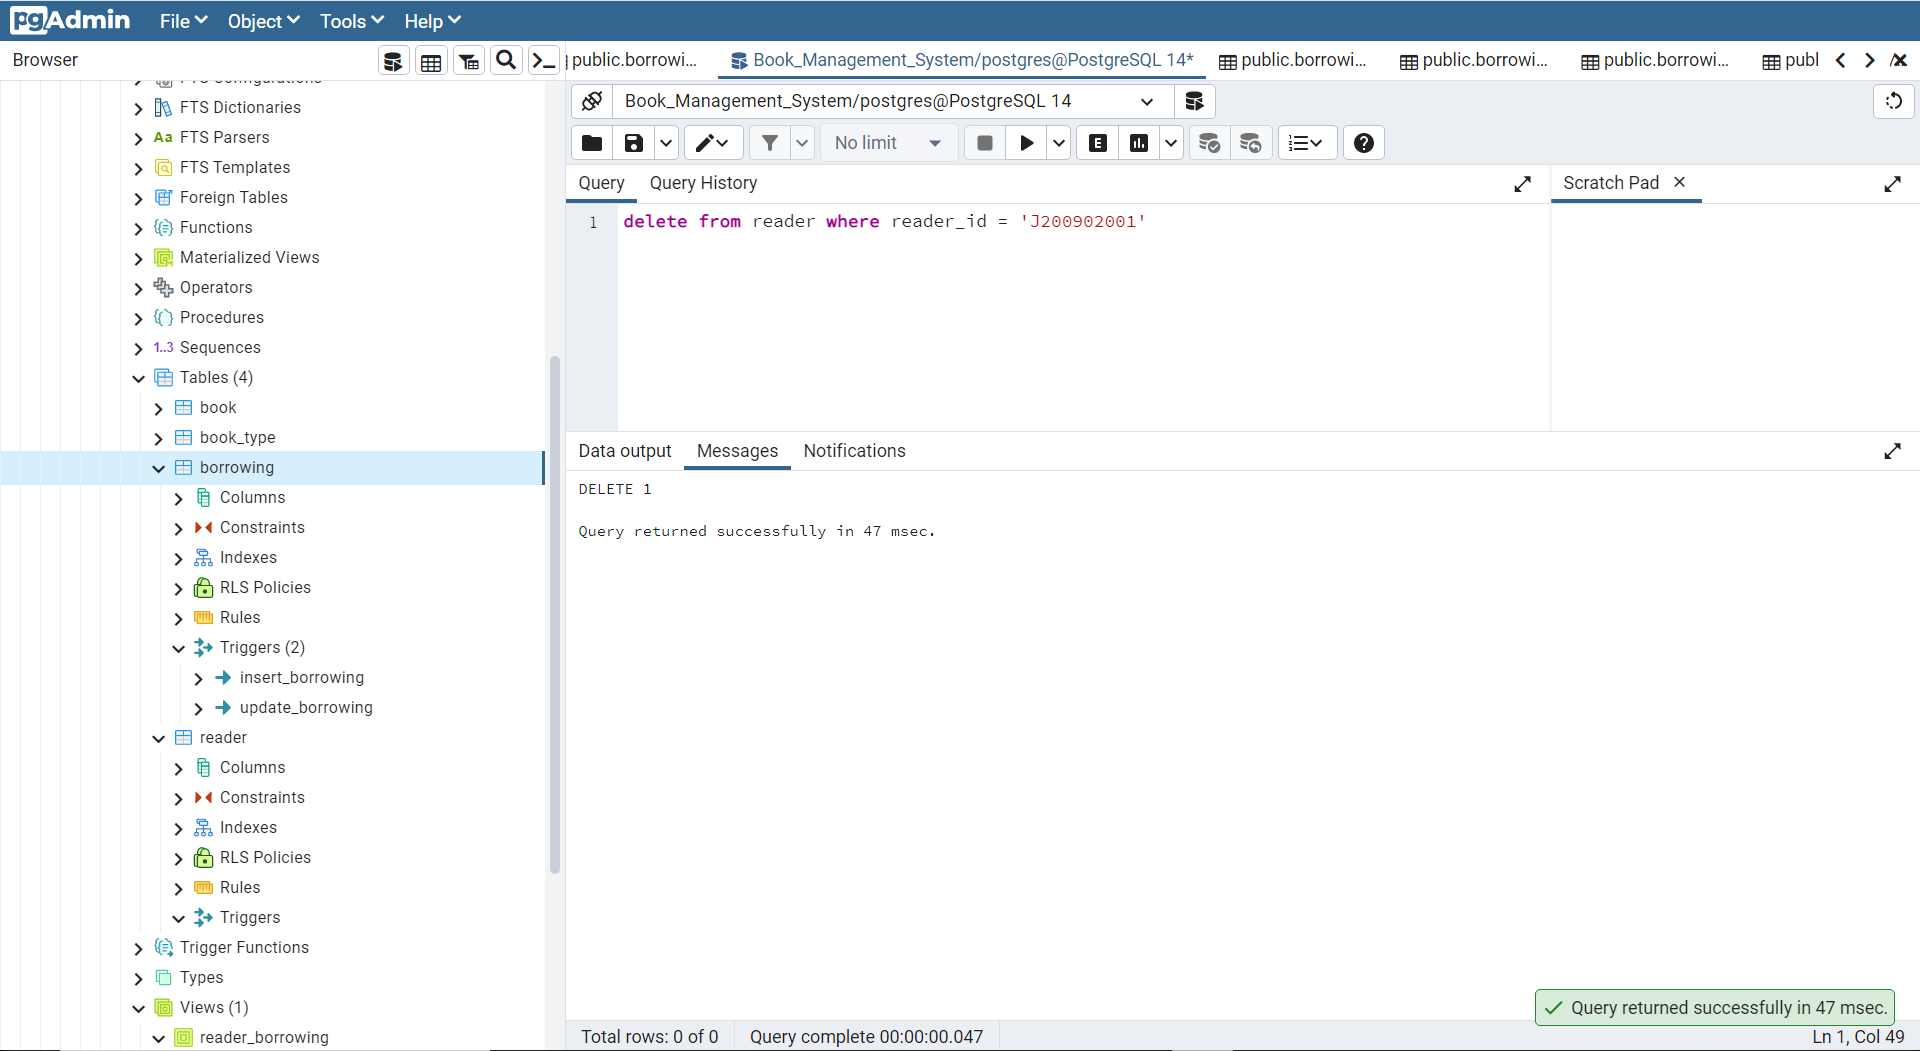 pgAdmin File Object Tools Help
Browser
public.borrowi... Book_Management_System/postgres@PostgreSQL 14* public.borrowi... public.borrowi... public.borrowi... publ
FTS Configurations
FTS Dictionaries
Aa FTS Parsers
FTS Templates
Foreign Tables
Functions
Materialized Views
Operators
Procedures
1..3 Sequences
Tables (4)
book
book_type
borrowing
Columns
Constraints
Indexes
RLS Policies
Rules
Triggers (2)
insert_borrowing
update_borrowing
reader
Columns
Constraints
Indexes
RLS Policies
Rules
Triggers
Trigger Functions
Types
Views (1)
reader_borrowing
Book_Management_System/postgres@PostgreSQL 14
No limit E
Query Query History
Scratch Pad
1 delete from reader where reader_id = 'J200902001'
Data output Messages Notifications
DELETE 1
Query returned successfully in 47 msec.
Query returned successfully in 47 msec.
Total rows: 0 of 0 Query complete 00:00:00.047 Ln 1, Col 49